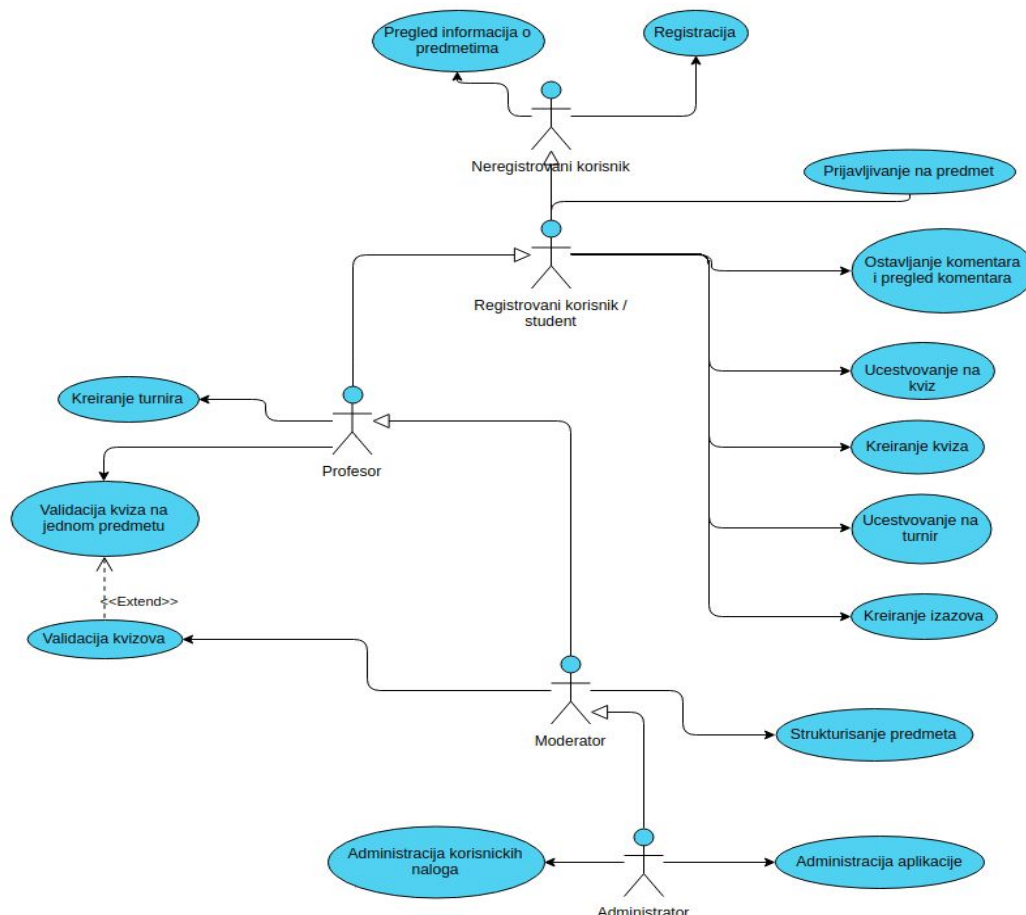 Pregled informacija o
predmetima
Registracija
Neregistrovani korisnik
Prijavljivanje na predmet
Ostavljanje komentara
i pregled komentara
Registrovani korisnik /
student
Ucestvovanje na
kviz
Kreiranje turnira
Kreiranje kviza
Profesor
Validacija kviza na
jednom predmetu
Ucestvovanje na
turnir
<<Extend>>
Kreiranje izazova
Validacija kvizova
Moderator
Strukturisanje predmeta
Administracija korisnickih
naloga
Administracija aplikacije
Administrator